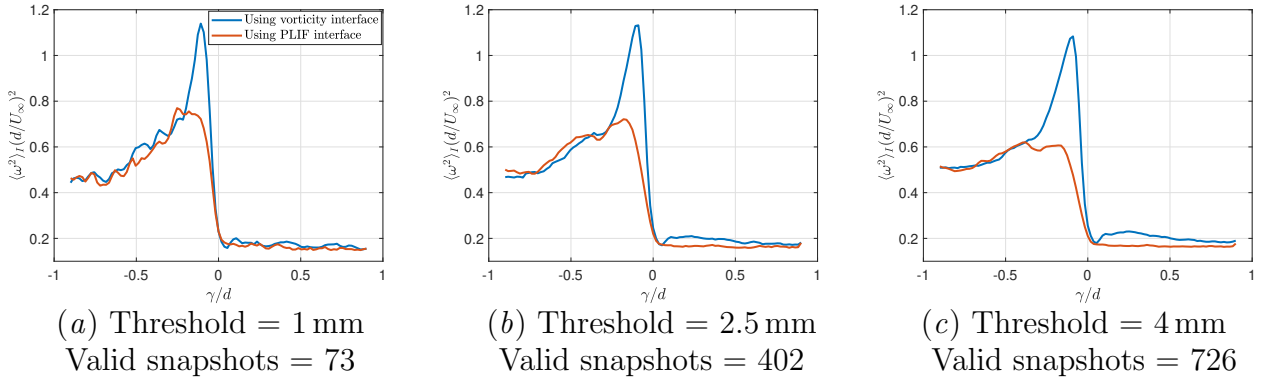 Using vorticity interface
Using PLIF interface
1.2
1
0.8
0.6
0.4
0.2
-1
-0.5
0
0.5
1
⟨ω²⟩_I(d/U_∞)²
γ/d
(a) Threshold = 1 mm
Valid snapshots = 73
1.2
1
0.8
0.6
0.4
0.2
-1
-0.5
0
0.5
1
⟨ω²⟩_I(d/U_∞)²
γ/d
(b) Threshold = 2.5 mm
Valid snapshots = 402
1.2
1
0.8
0.6
0.4
0.2
-1
-0.5
0
0.5
1
⟨ω²⟩_I(d/U_∞)²
γ/d
(c) Threshold = 4 mm
Valid snapshots = 726